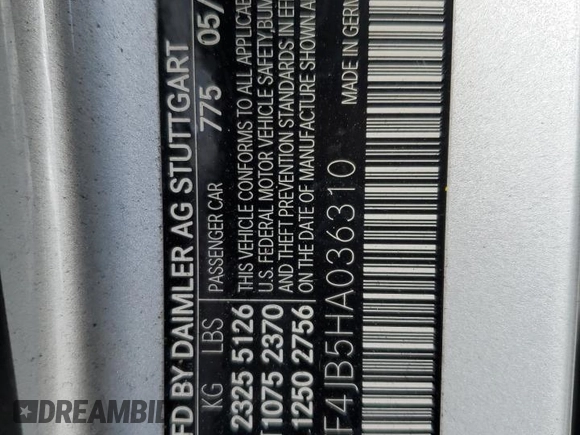 FD BY DAIMLER AG STUTTGART
775 05/
KG LBS PASSENGER CAR
2325 5126 THIS VEHICLE CONFORMS TO ALL APPLICABLE
1075 2370 U.S. FEDERAL MOTOR VEHICLE SAFETY, BUM
1250 2756 AND THEFT PREVENTION STANDARDS IN EFF
ON THE DATE OF MANUFACTURE SHOWN A
F4JB5HA036310 MADE IN GERM
DREAMBID